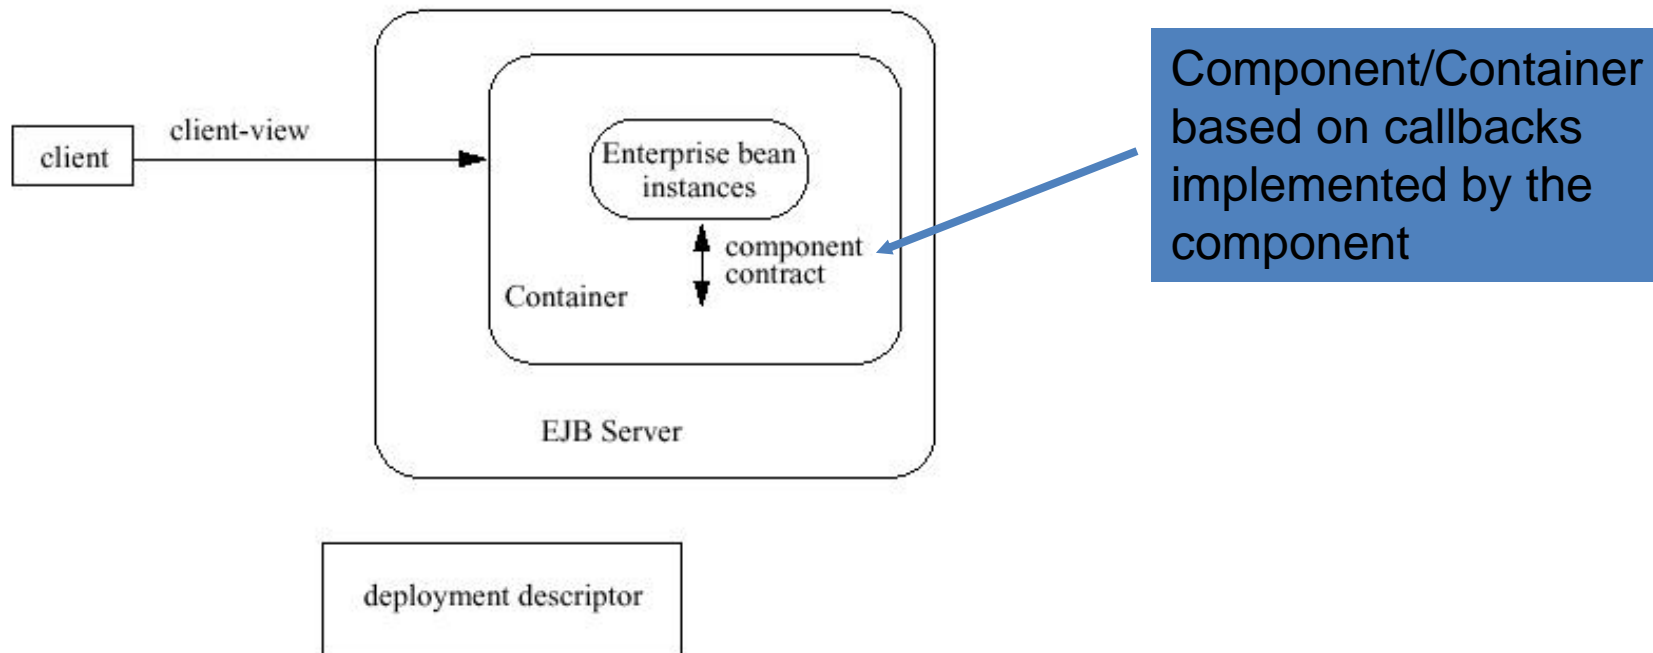 client
client-view
Enterprise bean
instances
component
contract
Container
EJB Server
deployment descriptor
Component/Container
based on callbacks
implemented by the
component